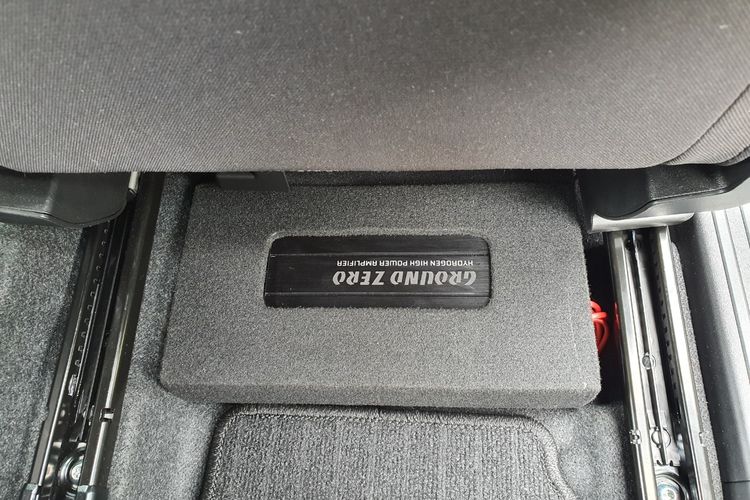 GROUND ZERO
HYDROGEN HIGH POWER AMPLIFIER